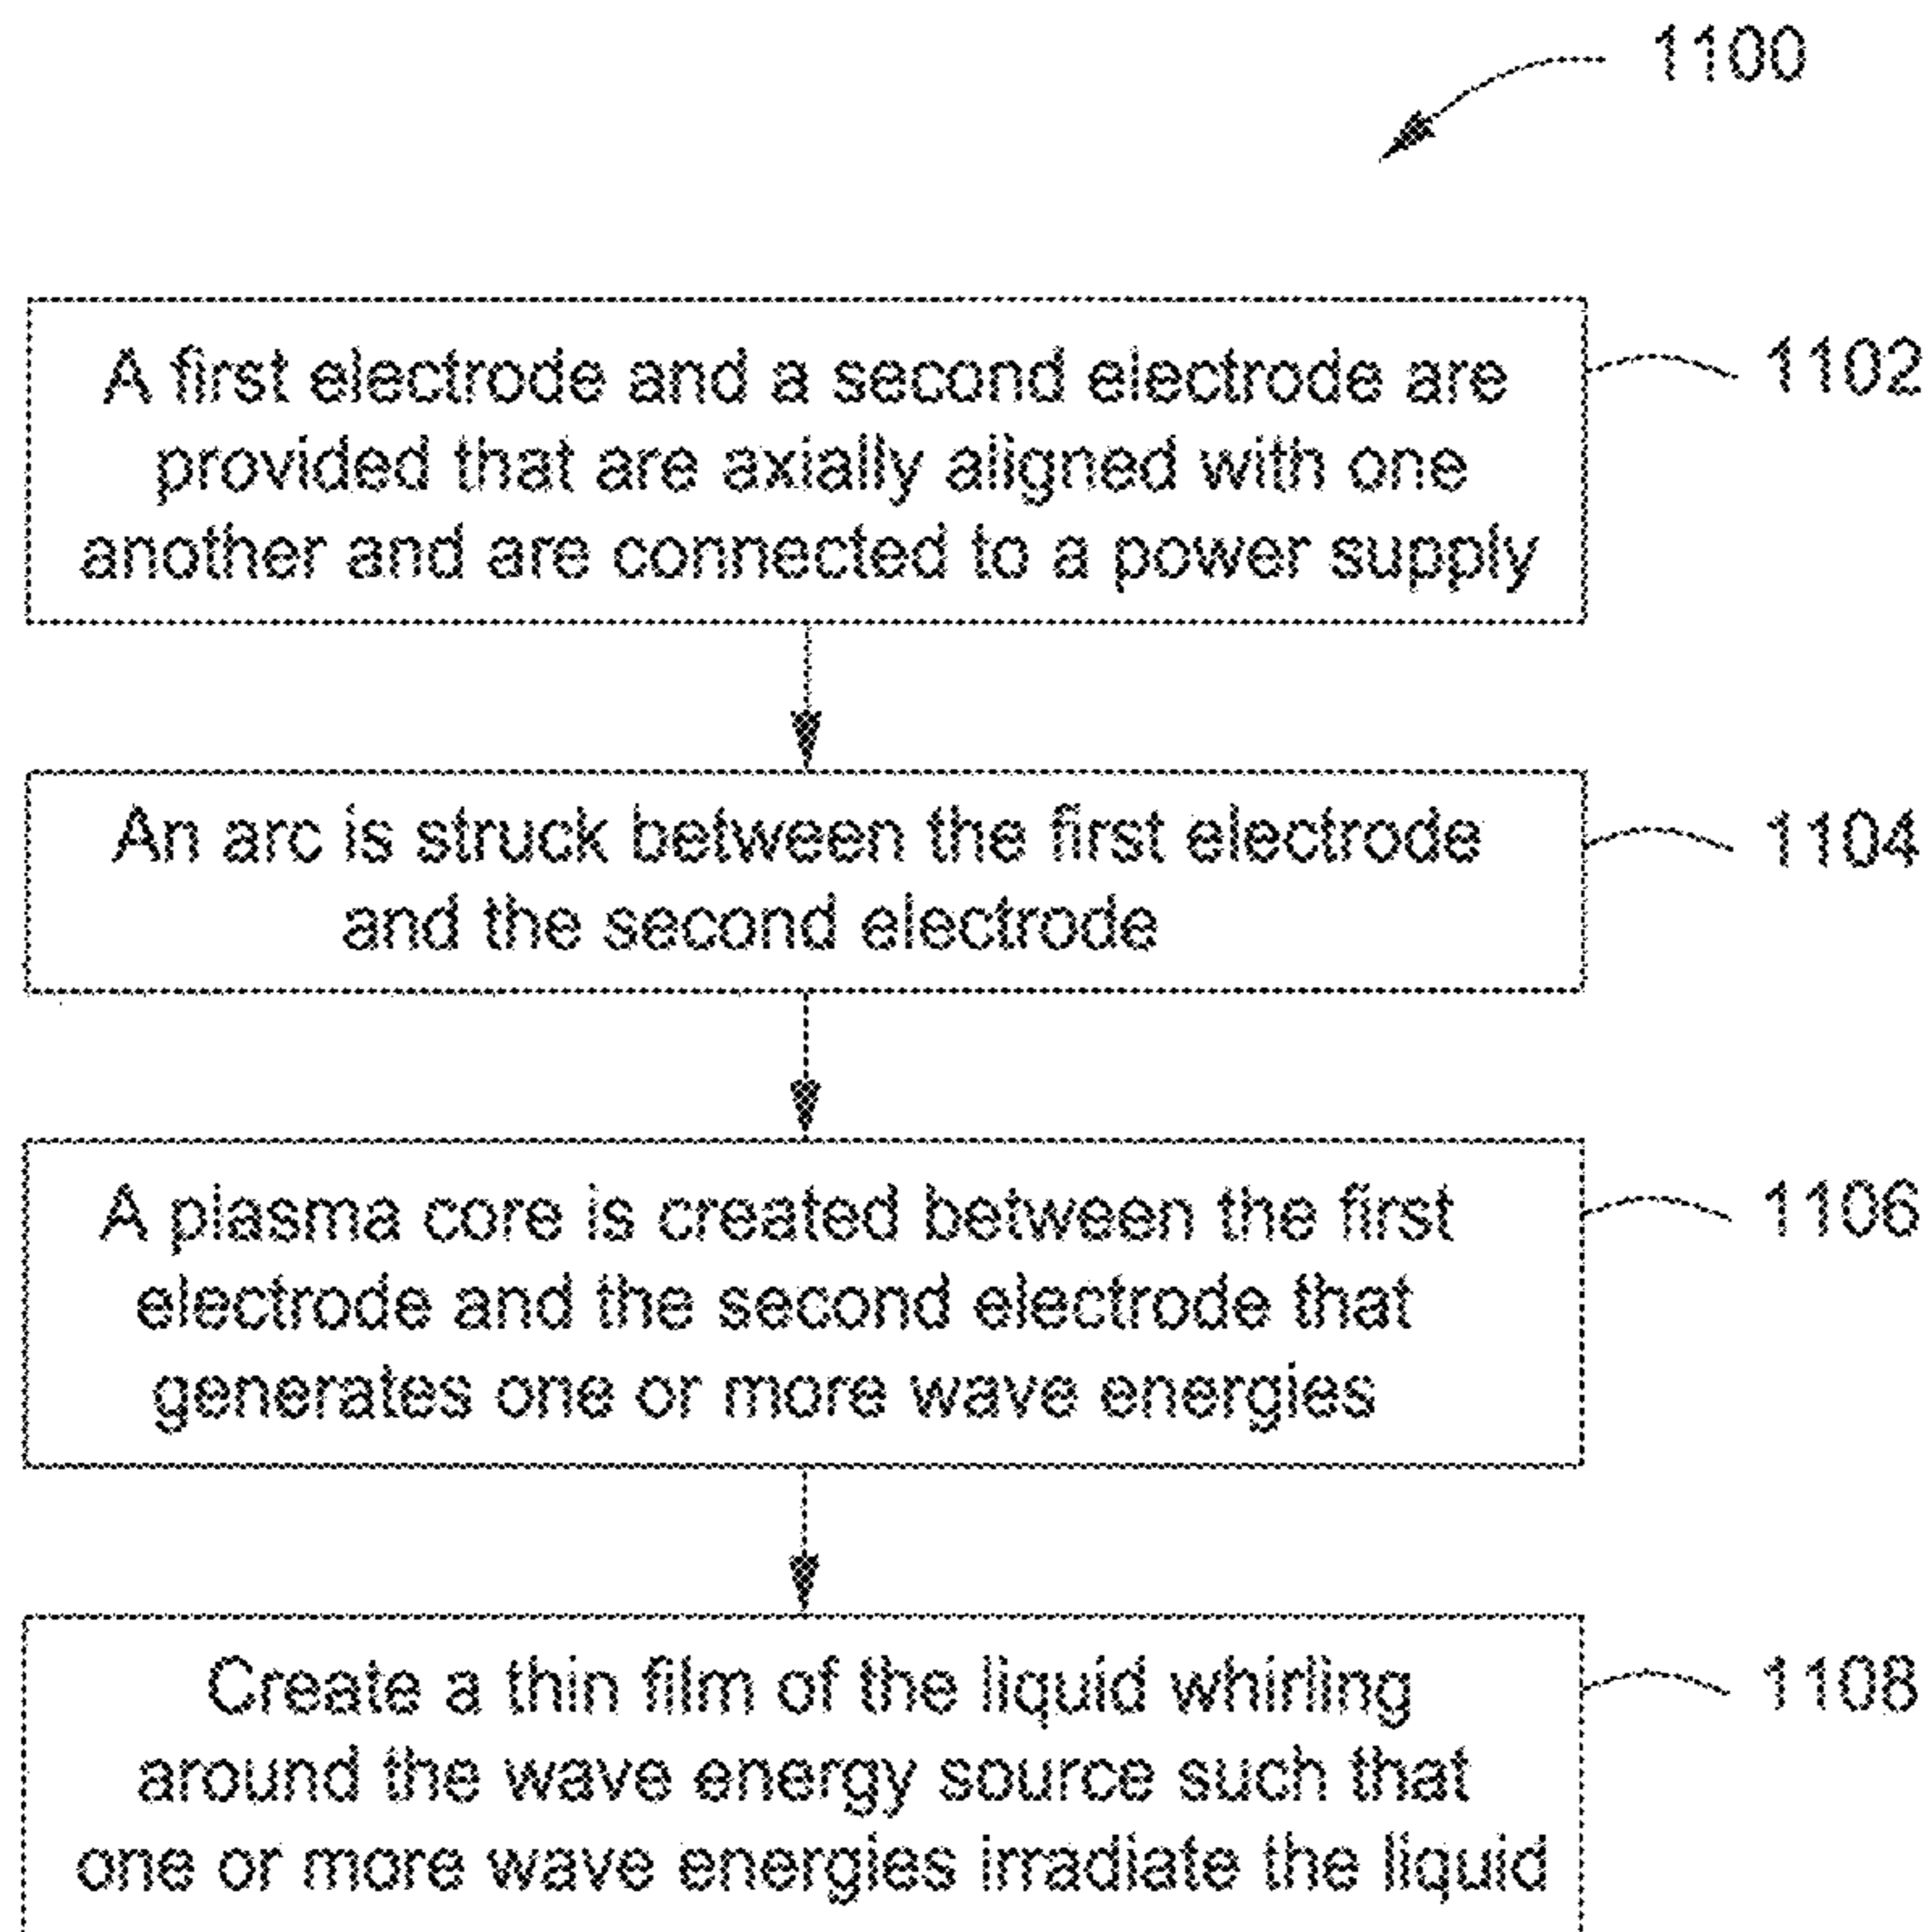 1100
A first electrode and a second electrode are
provided that are axially aligned with one
another and are connected to a power supply
1102
An arc is struck between the first electrode
and the second electrode
1104
A plasma core is created between the first
electrode and the second electrode that
generates one or more wave energies
1106
Create a thin film of the liquid whirling
around the wave energy source such that
one or more wave energies irradiate the liquid
1108